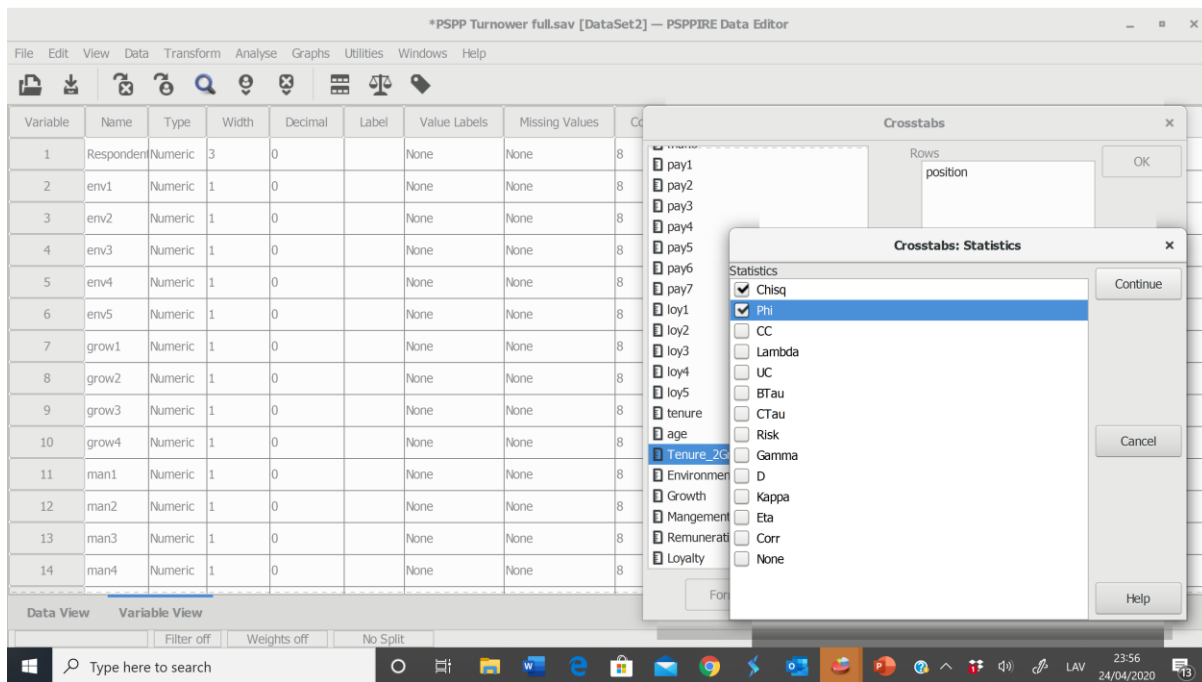 *PSPP Turnower full.sav [DataSet2] — PSPPIRE Data Editor
File Edit View Data Transform Analyse Graphs Utilities Windows Help
Variable Name Type Width Decimal Label Value Labels Missing Values Co
1 Respondent Numeric 3 0 None None 8
2 env1 Numeric 1 0 None None 8
3 env2 Numeric 1 0 None None 8
4 env3 Numeric 1 0 None None 8
5 env4 Numeric 1 0 None None 8
6 env5 Numeric 1 0 None None 8
7 grow1 Numeric 1 0 None None 8
8 grow2 Numeric 1 0 None None 8
9 grow3 Numeric 1 0 None None 8
10 grow4 Numeric 1 0 None None 8
11 man1 Numeric 1 0 None None 8
12 man2 Numeric 1 0 None None 8
13 man3 Numeric 1 0 None None 8
14 man4 Numeric 1 0 None None 8
Data View Variable View
Filter off Weights off No Split
Crosstabs
pay1
pay2
pay3
pay4
pay5
pay6
pay7
loy1
loy2
loy3
loy4
loy5
tenure
age
Tenure_2G
Environmen
Growth
Mangement
Remunerati
Loyalty
Rows
position
OK
For
Crosstabs: Statistics
Statistics
Chisq
Phi
CC
Lambda
UC
BTau
CTau
Risk
Gamma
D
Kappa
Eta
Corr
None
Continue
Cancel
Help
Type here to search
LAV
23:56
24/04/2020
13